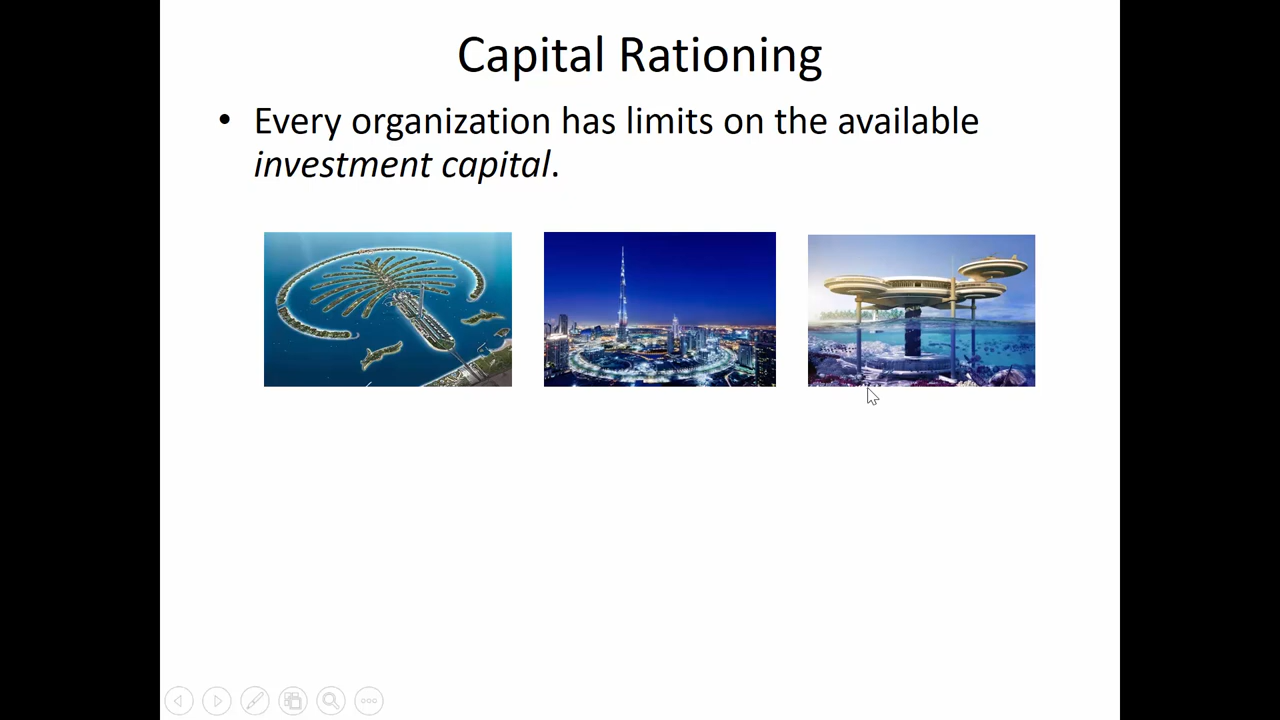 Capital Rationing
• Every organization has limits on the available
investment capital.